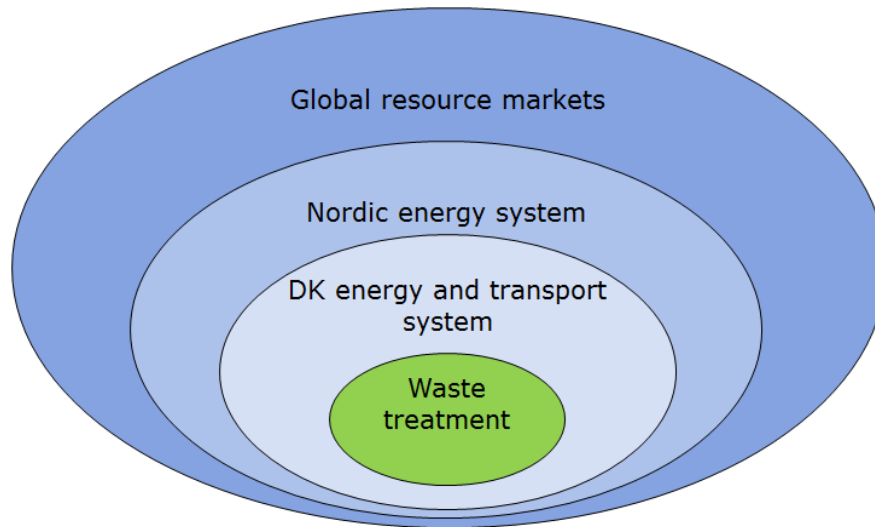 Global resource markets
Nordic energy system
DK energy and transport
system
Waste
treatment